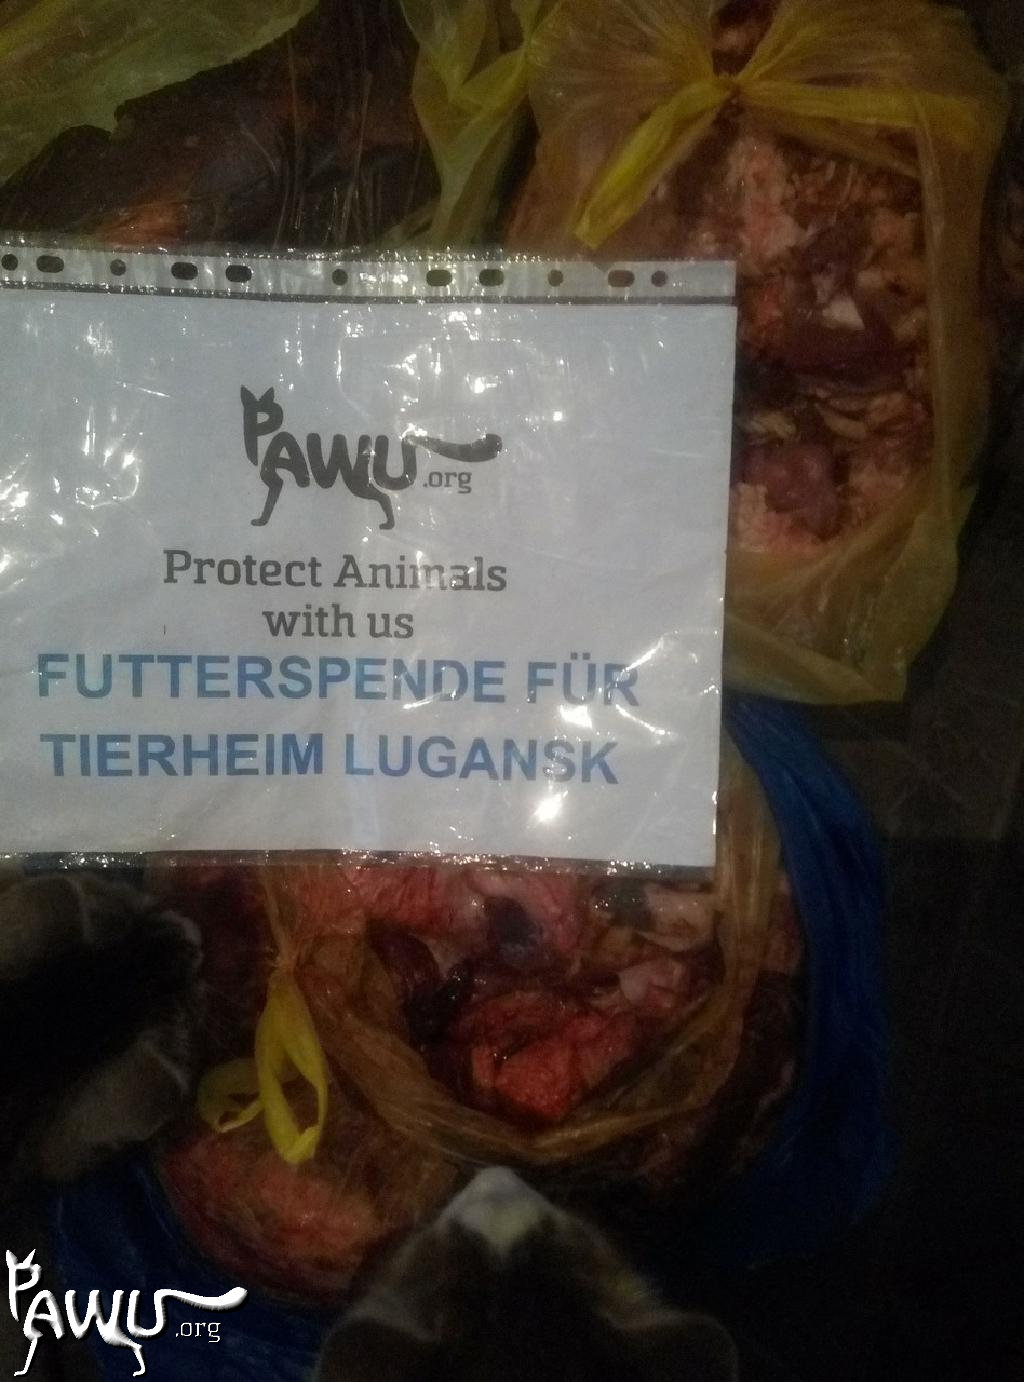 PAWU.org
Protect Animals
with us
FUTTERSPENDE FÜR
TIERHEIM LUGANSK
PAWU.org